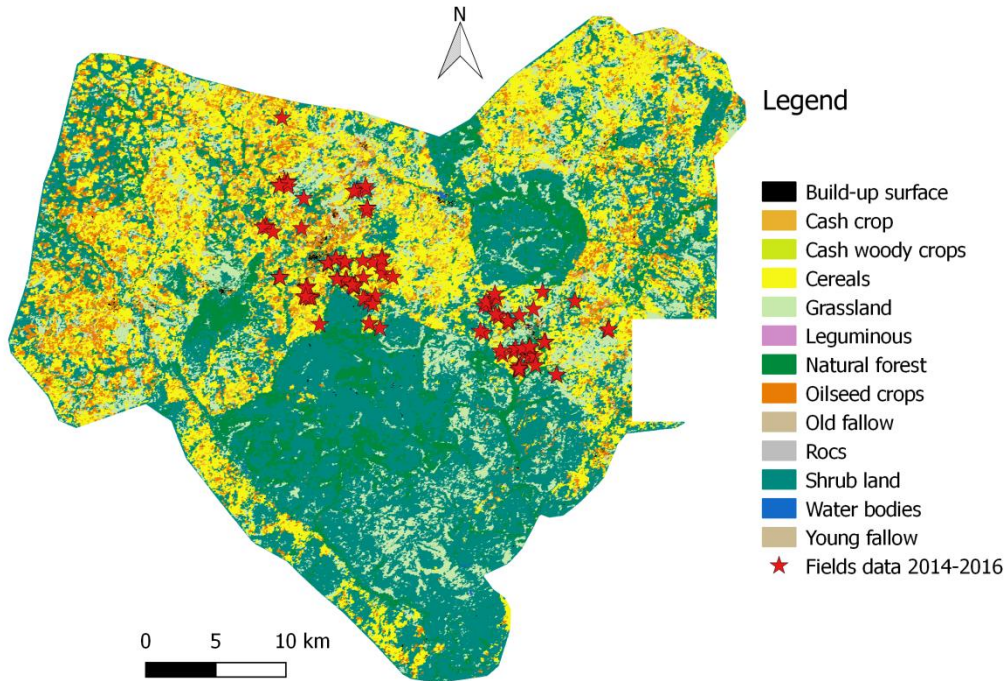 N
Legend
Build-up surface
Cash crop
Cash woody crops
Cereals
Grassland
Leguminous
Natural forest
Oilseed crops
Old fallow
Rocs
Shrub land
Water bodies
Young fallow
Fields data 2014-2016
0 5 10 km